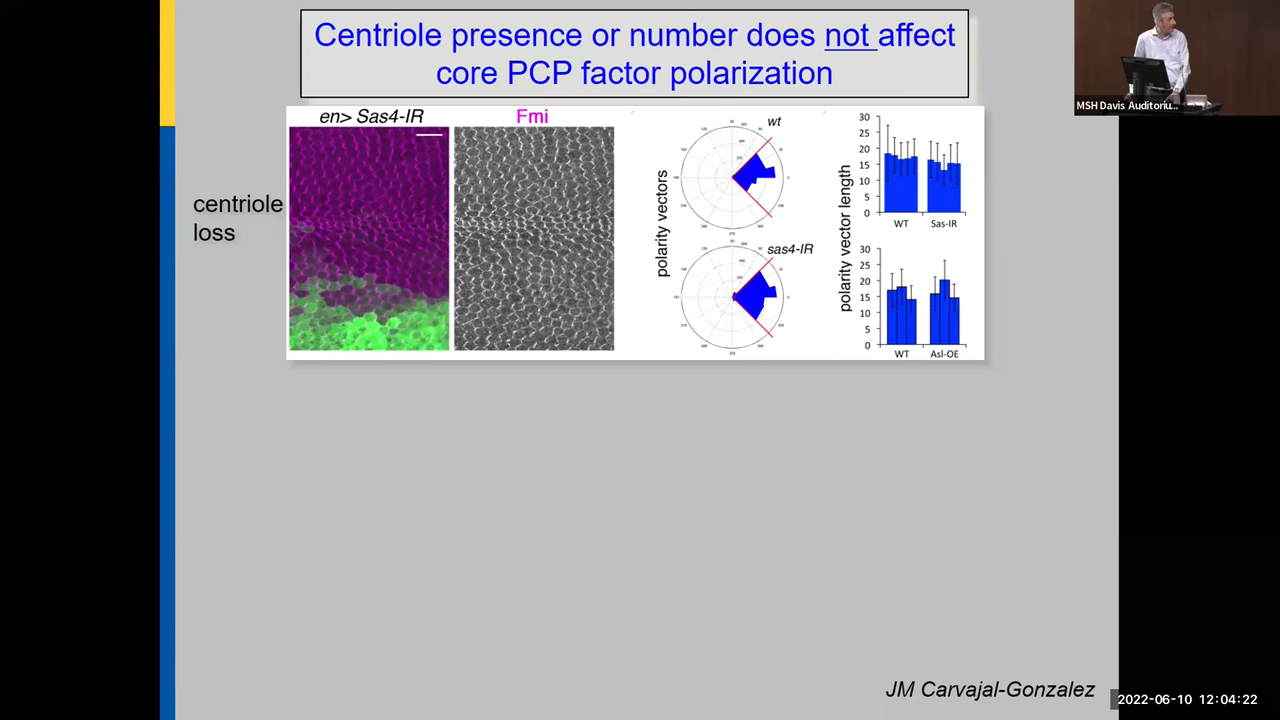 Centriole presence or number does not affect
core PCP factor polarization
MSH Davis Auditoriu...
en> Sas4-IR
Fmi
centriole
loss
polarity vectors
wt
sas4-IR
polarity vector length
30
25
20
15
10
5
0
WT
Sas-IR
polarity vector length
30
25
20
15
10
5
0
WT
Asl-OE
JM Carvajal-Gonzalez
2022-06-10 12:04:22